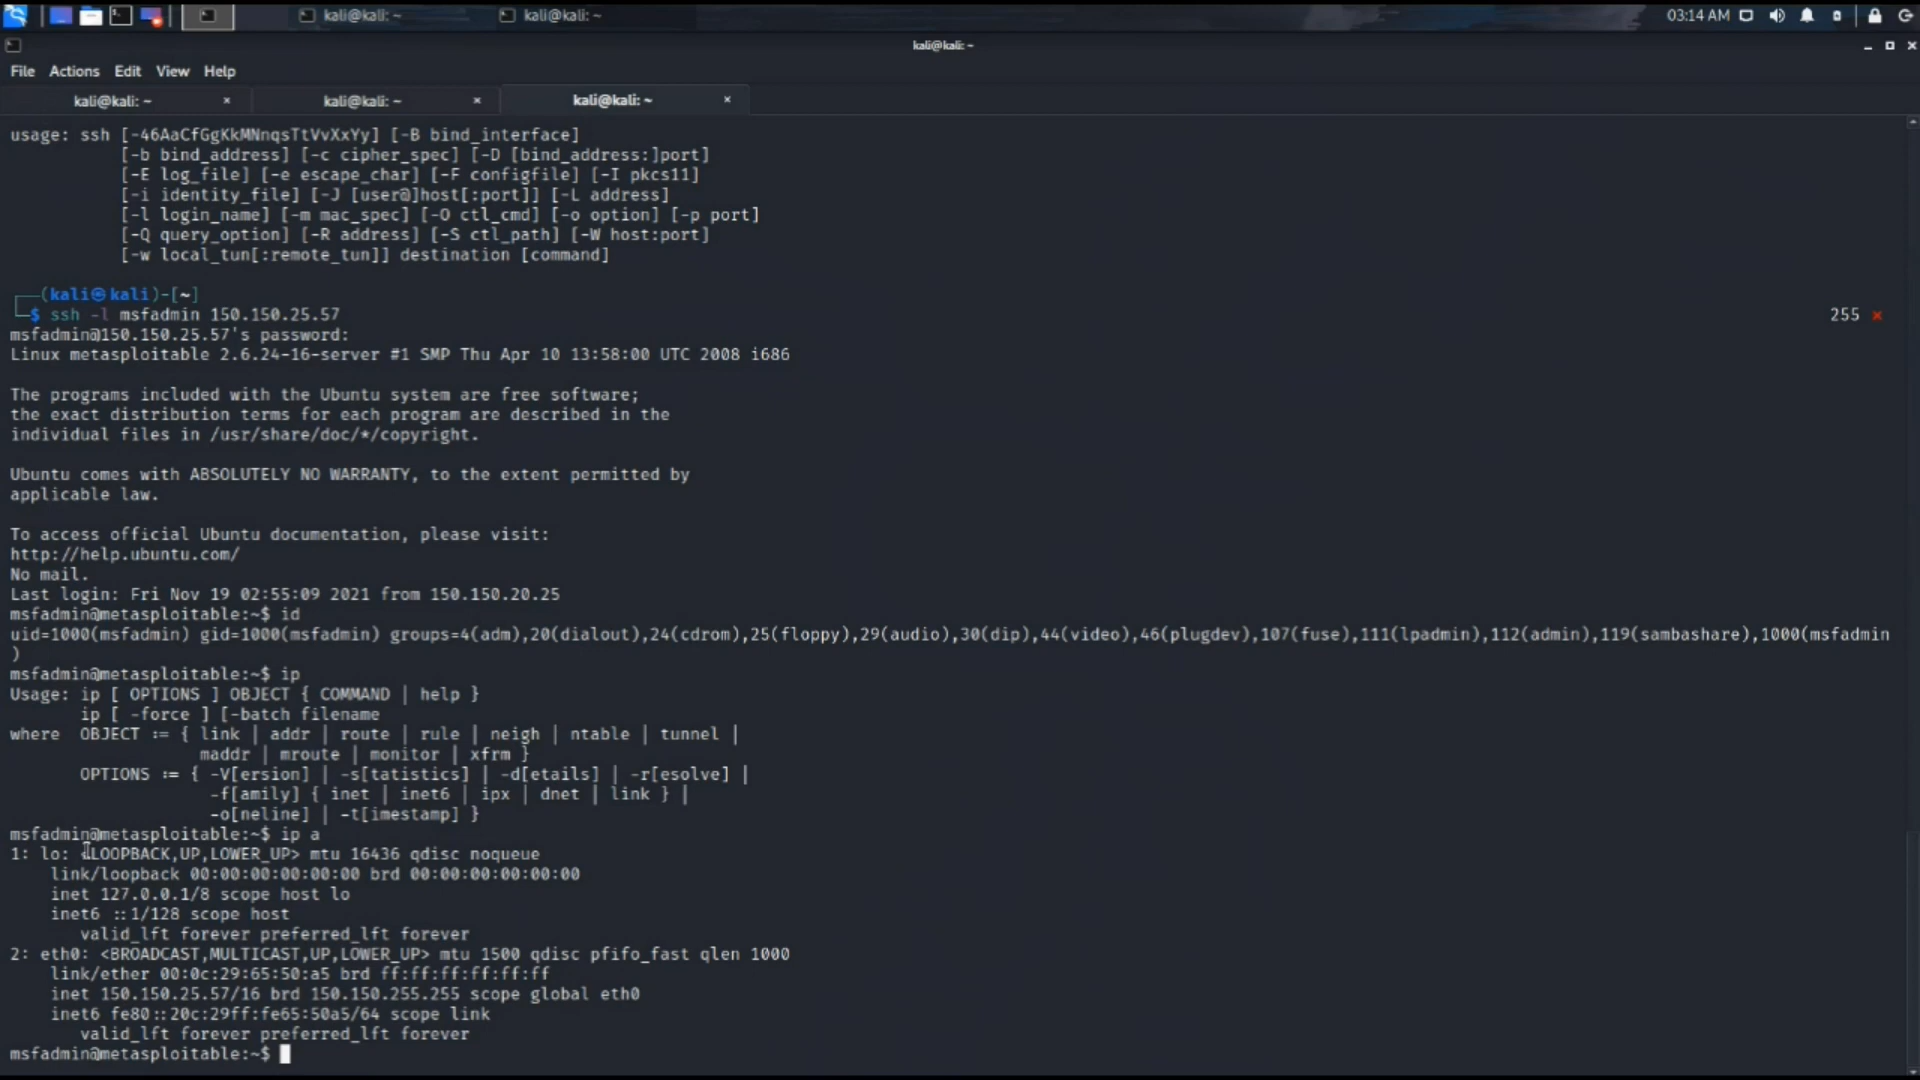 kali@kali: ~ kali@kali: ~ 03:14 AM
kali@kali: ~
File Actions Edit View Help
kali@kali: ~ × kali@kali: ~ × kali@kali: ~ ×
usage: ssh [-46AaCfGgKkMNnqsTtVvXxYy] [-B bind_interface]
[-b bind_address] [-c cipher_spec] [-D [bind_address:]port]
[-E log_file] [-e escape_char] [-F configfile] [-I pkcs11]
[-i identity_file] [-J [user@]host[:port]] [-L address]
[-l login_name] [-m mac_spec] [-O ctl_cmd] [-o option] [-p port]
[-Q query_option] [-R address] [-S ctl_path] [-W host:port]
[-w local_tun[:remote_tun]] destination [command]
┌──(kali㉿kali)-[~]
└─$ ssh -l msfadmin 150.150.25.57 255 ×
msfadmin@150.150.25.57's password:
Linux metasploitable 2.6.24-16-server #1 SMP Thu Apr 10 13:58:00 UTC 2008 i686
The programs included with the Ubuntu system are free software;
the exact distribution terms for each program are described in the
individual files in /usr/share/doc/*/copyright.
Ubuntu comes with ABSOLUTELY NO WARRANTY, to the extent permitted by
applicable law.
To access official Ubuntu documentation, please visit:
http://help.ubuntu.com/
No mail.
Last login: Fri Nov 19 02:55:09 2021 from 150.150.20.25
msfadmin@metasploitable:~$ id
uid=1000(msfadmin) gid=1000(msfadmin) groups=4(adm),20(dialout),24(cdrom),25(floppy),29(audio),30(dip),44(video),46(plugdev),107(fuse),111(lpadmin),112(admin),119(sambashare),1000(msfadmin
)
msfadmin@metasploitable:~$ ip
Usage: ip [ OPTIONS ] OBJECT { COMMAND | help }
ip [ -force ] [-batch filename
where OBJECT := { link | addr | route | rule | neigh | ntable | tunnel |
maddr | mroute | monitor | xfrm }
OPTIONS := { -V[ersion] | -s[tatistics] | -d[etails] | -r[esolve] |
-f[amily] { inet | inet6 | ipx | dnet | link } |
-o[neline] | -t[imestamp] }
msfadmin@metasploitable:~$ ip a
1: lo: <LOOPBACK,UP,LOWER_UP> mtu 16436 qdisc noqueue
link/loopback 00:00:00:00:00:00 brd 00:00:00:00:00:00
inet 127.0.0.1/8 scope host lo
inet6 ::1/128 scope host
valid_lft forever preferred_lft forever
2: eth0: <BROADCAST,MULTICAST,UP,LOWER_UP> mtu 1500 qdisc pfifo_fast qlen 1000
link/ether 00:0c:29:65:50:a5 brd ff:ff:ff:ff:ff:ff
inet 150.150.25.57/16 brd 150.150.255.255 scope global eth0
inet6 fe80::20c:29ff:fe65:50a5/64 scope link
valid_lft forever preferred_lft forever
msfadmin@metasploitable:~$